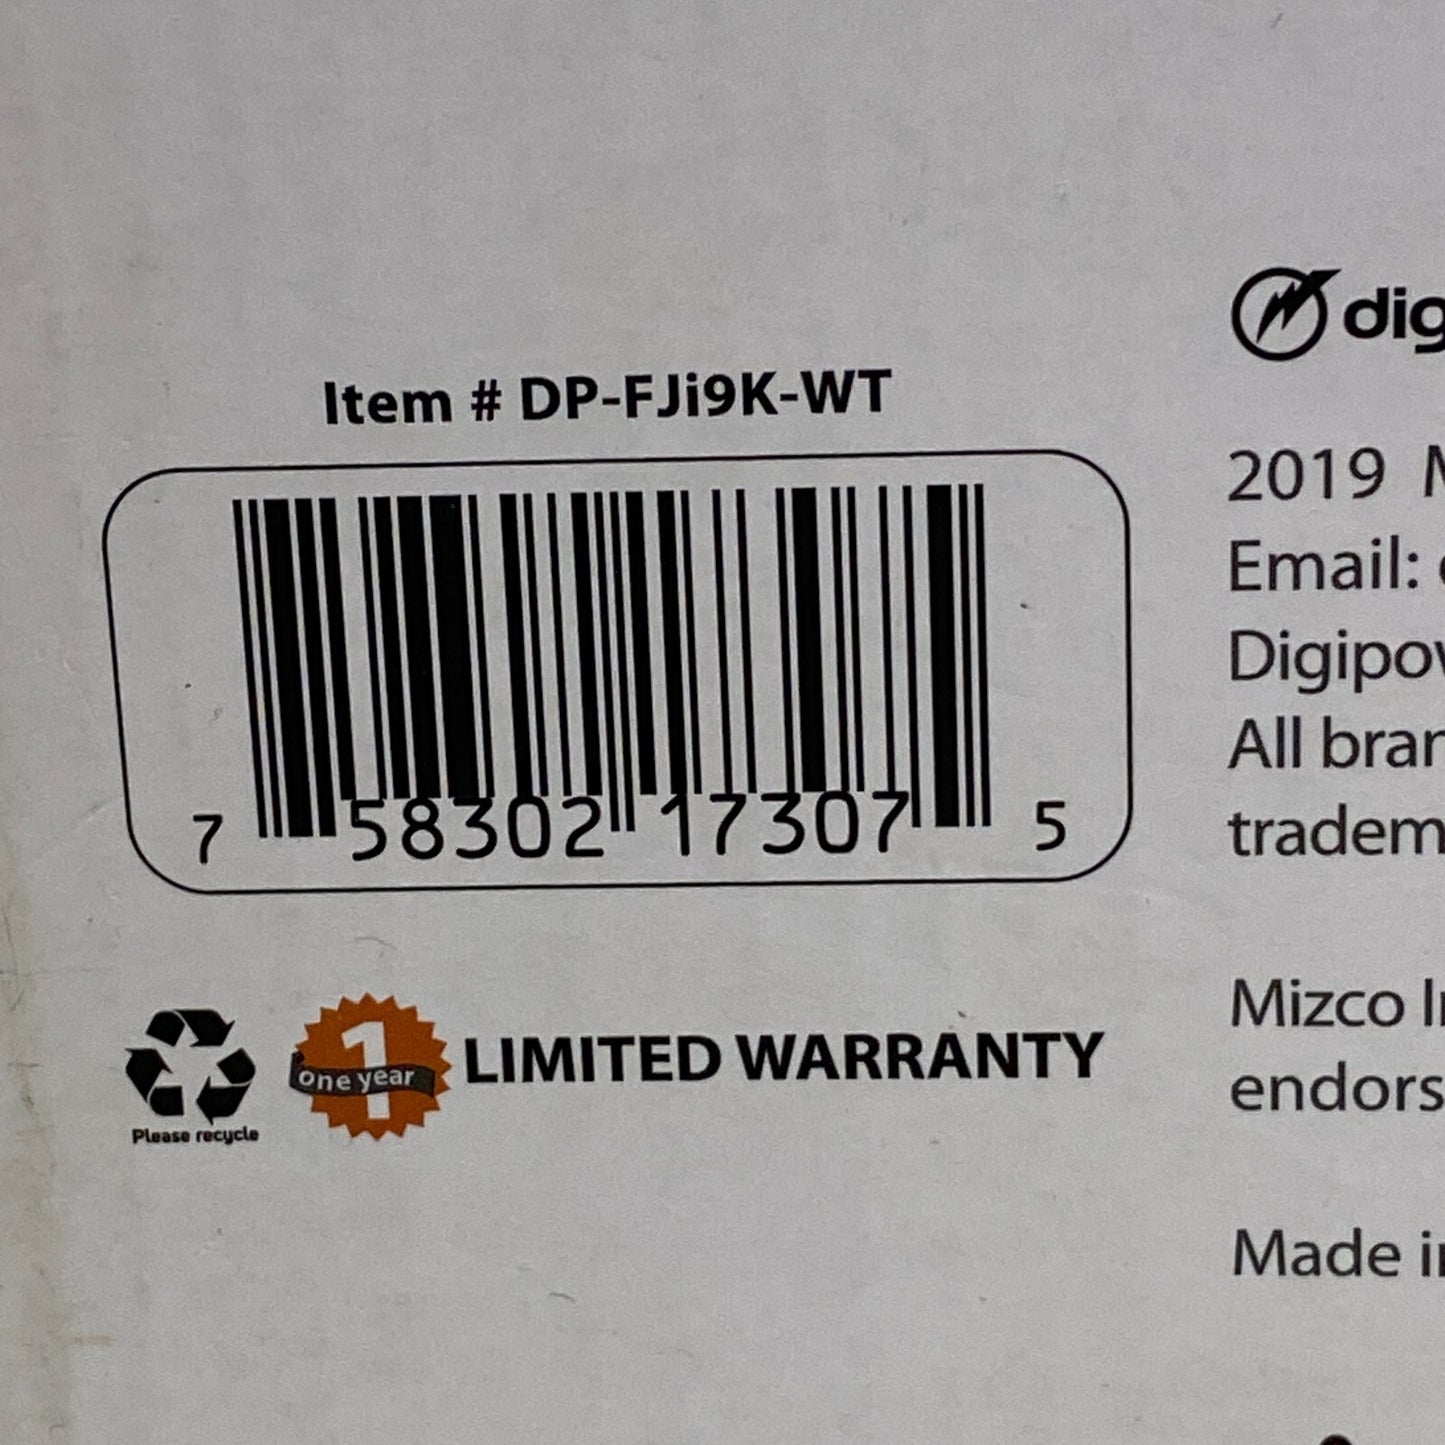 Item # DP-FJi9K-WT
7 58302 17307 5
Please recycle
1
one year
LIMITED WARRANTY
dig
2019
Email:
Digipow
All bran
tradem
Mizco
endors
Made